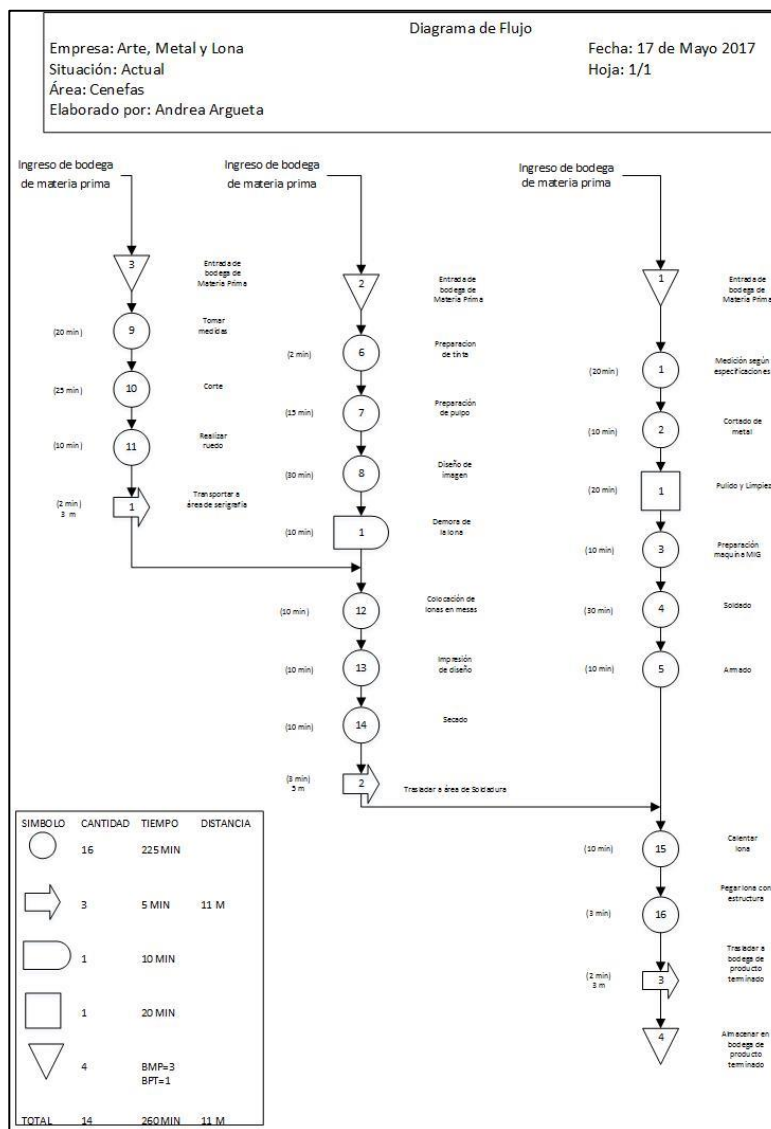 Diagrama de Flujo
Empresa: Arte, Metal y Lona
Fecha: 17 de Mayo 2017
Situación: Actual
Hoja: 1/1
Área: Cenefas
Elaborado por: Andrea Argueta
Ingreso de bodega
de materia prima
3
Entrada de
bodega de
Materia Prima
(20 min)
9
Tomar
medidas
(25 min)
10
Corte
(10 min)
11
Realizar
ruedo
(2 min)
3 m
1
Transportar a
área de serigrafía
Ingreso de bodega
de materia prima
2
Entrada de
bodega de
Materia Prima
(2 min)
6
Preparacion
de tinta
(15 min)
7
Preparación
de pulpo
(30 min)
8
Diseño de
imagen
(10 min)
1
Demora de
la lona
(10 min)
12
Colocación de
lonas en mesas
(10 min)
13
Impresión
de diseño
(10 min)
14
Secado
(3 min)
5 m
2
Trasladar a área de Soldadura
Ingreso de bodega
de materia prima
1
Entrada de
bodega de
Materia Prima
(20 min)
1
Medición según
especificaciones
(10 min)
2
Cortado de
metal
(20 min)
1
Pulido y Limpiez
(10 min)
3
Preparación
maquina MIG
(30 min)
4
Soldado
(10 min)
5
Armado
(10 min)
15
Calentar
lona
(3 min)
16
Pegar lona con
estructura
(2 min)
3 m
3
Trasladar a
bodega de
producto
terminado
4
Almacenar en
bodega de
producto
terminado
SIMBOLO CANTIDAD TIEMPO DISTANCIA
16 225 MIN
3 5 MIN 11 M
1 10 MIN
1 20 MIN
4 BMP=3
BPT=1
TOTAL 14 260 MIN 11 M